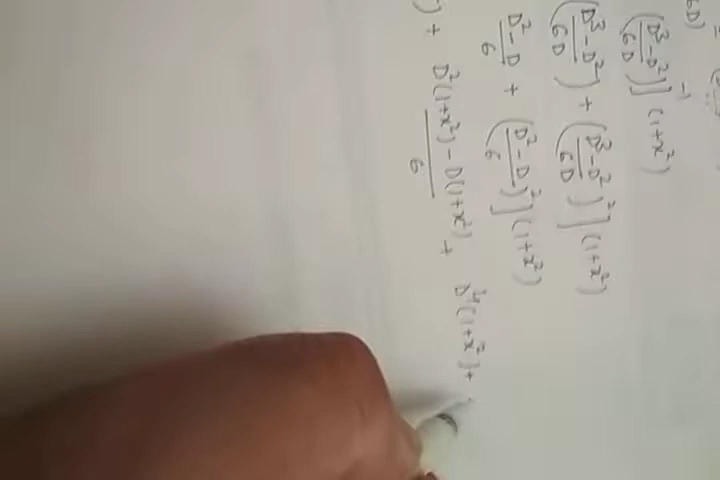 6D)
(D³-D²/6D)]⁻¹ (1+x²)
(D³-D²/6D) + (D³-D²/6D)²] (1+x²)
D²-D/6 + (D²-D/6)²] (1+x²)
) + D²(1+x²) - D(1+x²)/6 + D⁴(1+x²) +